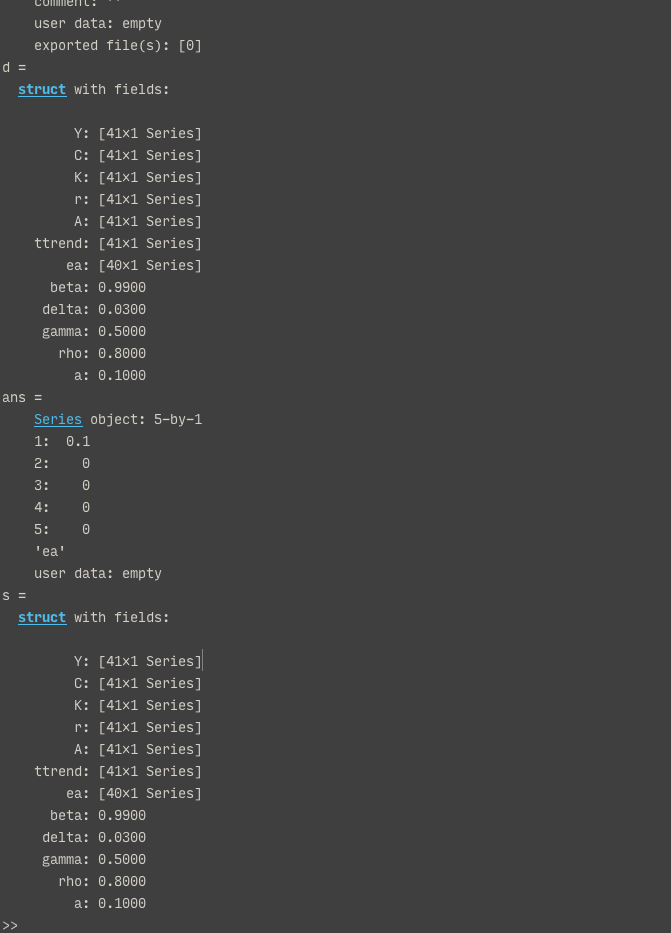 comment: ''
user data: empty
exported file(s): [0]
d =
struct with fields:
Y: [41×1 Series]
C: [41×1 Series]
K: [41×1 Series]
r: [41×1 Series]
A: [41×1 Series]
ttrend: [41×1 Series]
ea: [40×1 Series]
beta: 0.9900
delta: 0.0300
gamma: 0.5000
rho: 0.8000
a: 0.1000
ans =
Series object: 5-by-1
1: 0.1
2: 0
3: 0
4: 0
5: 0
'ea'
user data: empty
s =
struct with fields:
Y: [41×1 Series]
C: [41×1 Series]
K: [41×1 Series]
r: [41×1 Series]
A: [41×1 Series]
ttrend: [41×1 Series]
ea: [40×1 Series]
beta: 0.9900
delta: 0.0300
gamma: 0.5000
rho: 0.8000
a: 0.1000
>>